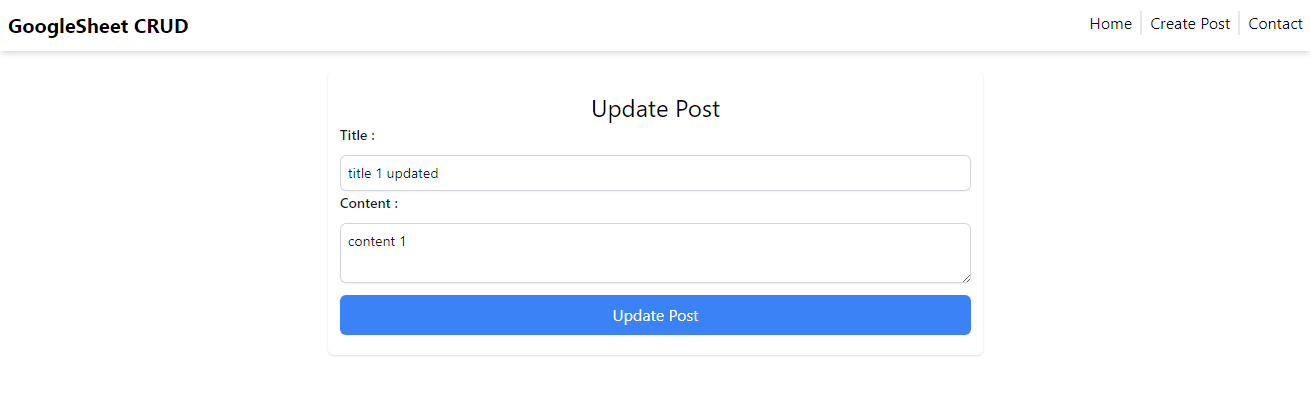 GoogleSheet CRUD
Home
Create Post
Contact
Update Post
Title :
title 1 updated
Content :
content 1
Update Post